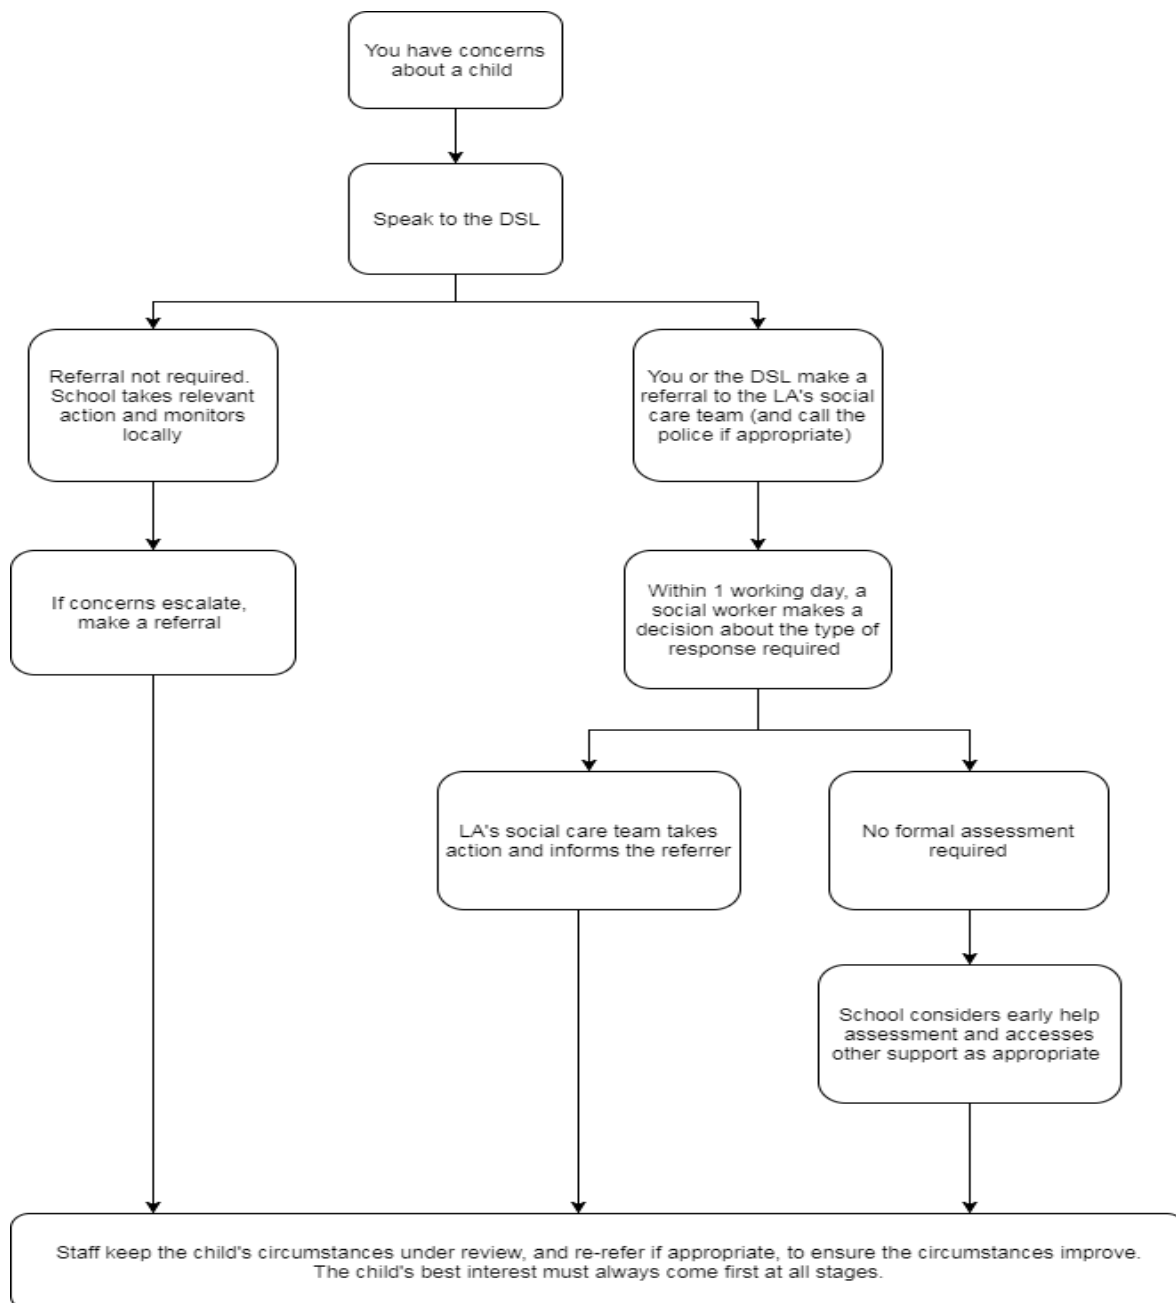 You have concerns
about a child
Speak to the DSL
Referral not required.
School takes relevant
action and monitors
locally
You or the DSL make a
referral to the LA's social
care team (and call the
police if appropriate)
If concerns escalate,
make a referral
Within 1 working day, a
social worker makes a
decision about the type of
response required
LA's social care team takes
action and informs the referrer
No formal assessment
required
School considers early help
assessment and accesses
other support as appropriate
Staff keep the child's circumstances under review, and re-refer if appropriate, to ensure the circumstances improve.
The child's best interest must always come first at all stages.